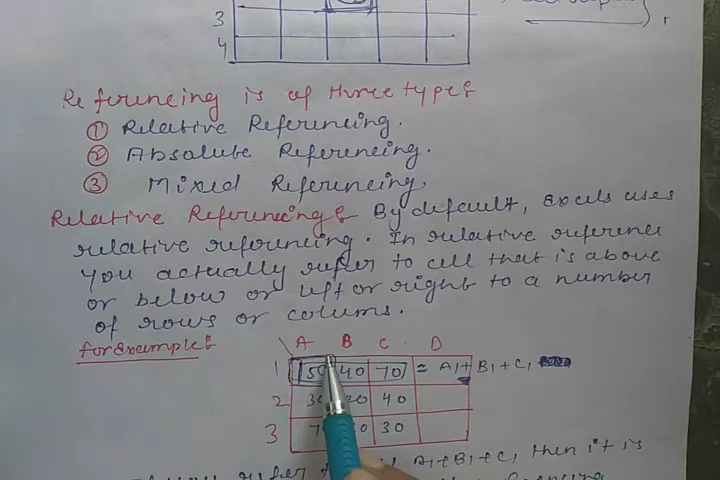 3
4
Referencing is of three types
① Relative Referencing.
② Absolute Referencing.
③ Mixed Referencing.
Relative Referencing: By default, Excels uses
relative referencing. In relative reference
you actually refer to cell that is above
or below or left or right to a number
of rows or colums.
for Example:
A B C D
1 50 40 70 = A1+B1+C1
2 40
3 30
you refer A1+B1+C1, then it is